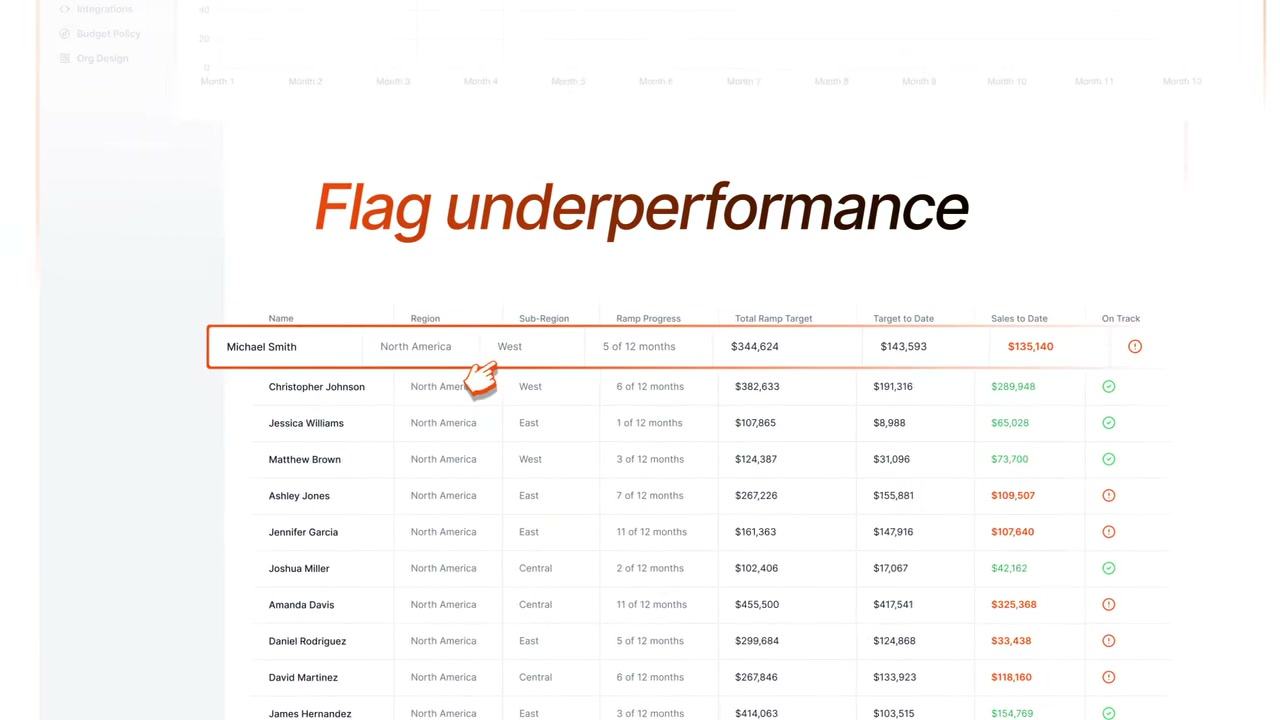 Integrations
Budget Policy
Org Design
40
20
0
Month 1 Month 2 Month 3 Month 4 Month 5 Month 6 Month 7 Month 8 Month 9 Month 10 Month 11 Month 13
Flag underperformance
Name Region Sub-Region Ramp Progress Total Ramp Target Target to Date Sales to Date On Track
Michael Smith North America West 5 of 12 months $344,624 $143,593 $135,140
Christopher Johnson North West 6 of 12 months $382,633 $191,316 $289,948
Jessica Williams North America East 1 of 12 months $107,865 $8,988 $65,028
Matthew Brown North America West 3 of 12 months $124,387 $31,096 $73,700
Ashley Jones North America East 7 of 12 months $267,226 $155,881 $109,507
Jennifer Garcia North America East 11 of 12 months $161,363 $147,916 $107,640
Joshua Miller North America Central 2 of 12 months $102,406 $17,067 $42,162
Amanda Davis North America Central 11 of 12 months $455,500 $417,541 $325,368
Daniel Rodriguez North America East 5 of 12 months $299,684 $124,868 $33,438
David Martinez North America Central 6 of 12 months $267,846 $133,923 $118,160
James Hernandez North America East 3 of 12 months $414,063 $103,515 $154,769